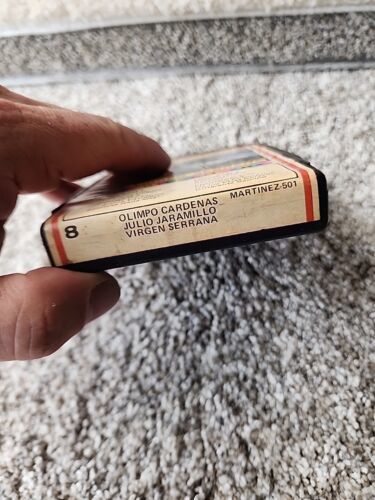 8
OLIMPO CARDENAS
MARTINEZ-501
JULIO JARAMILLO
VIRGEN SERRANA